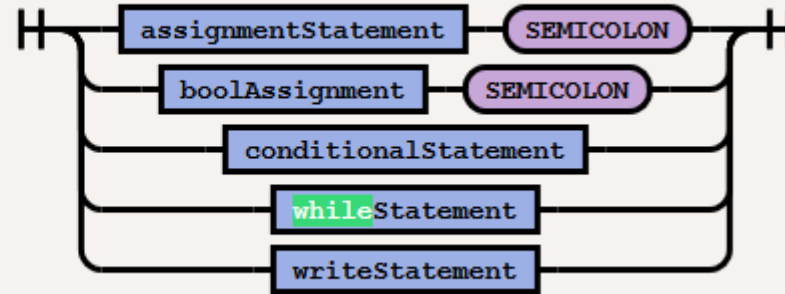 assignmentStatement SEMICOLON
boolAssignment SEMICOLON
conditionalStatement
whileStatement
writeStatement